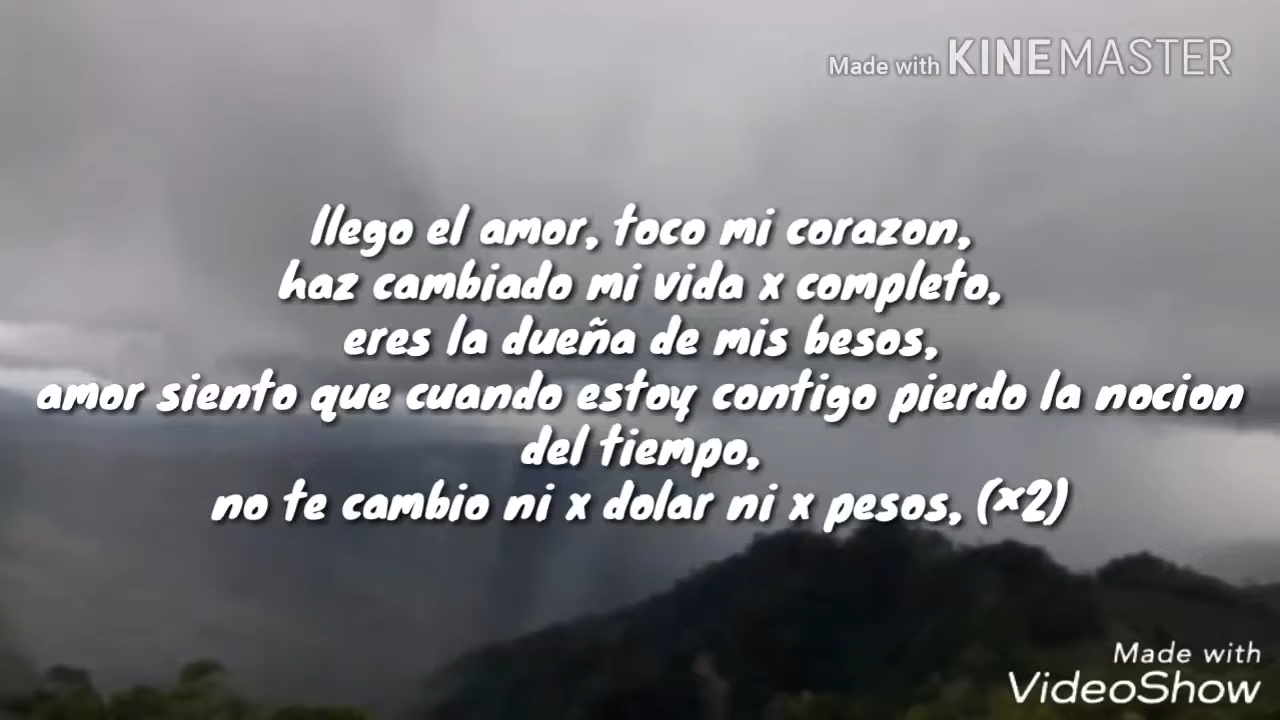 Made with KINEMASTER
llego el amor, toco mi corazon,
haz cambiado mi vida x completo,
eres la dueña de mis besos,
amor siento que cuando estoy contigo pierdo la nocion
del tiempo,
no te cambio ni x dolar ni x pesos, (x2)
Made with
VideoShow